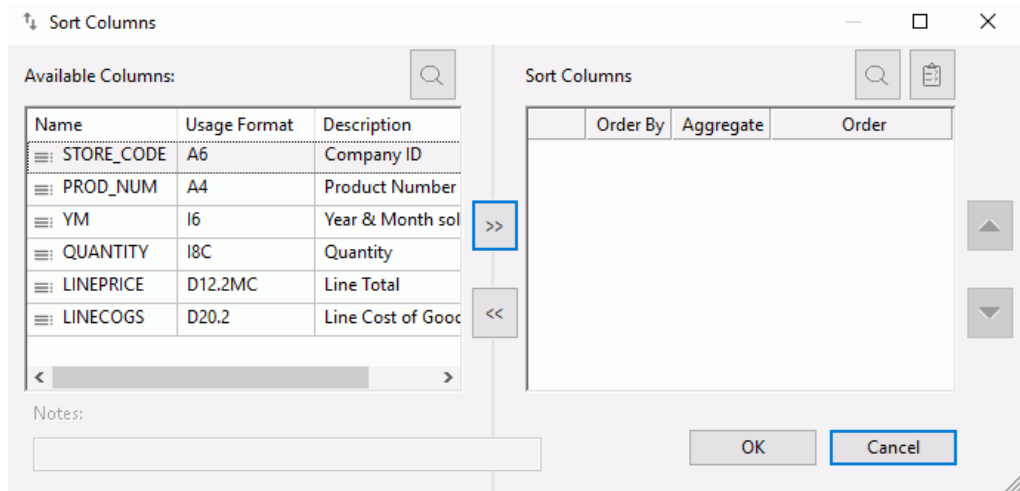 Sort Columns
Available Columns:
Sort Columns
Name Usage Format Description
STORE_CODE A6 Company ID
PROD_NUM A4 Product Number
YM I6 Year & Month sol
QUANTITY I8C Quantity
LINEPRICE D12.2MC Line Total
LINECOGS D20.2 Line Cost of Good
Order By Aggregate Order
>>
<<
Notes:
OK Cancel